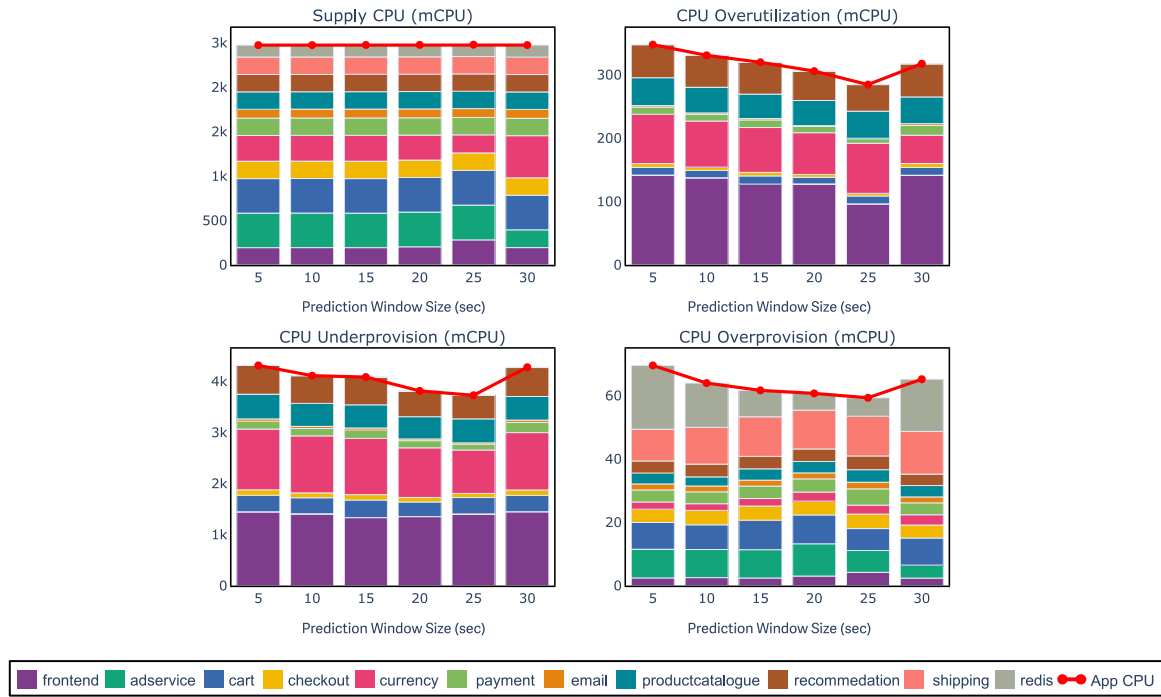 Supply CPU (mCPU)
3k
2k
2k
1k
500
0
5 10 15 20 25 30
Prediction Window Size (sec)
CPU Overutilization (mCPU)
300
200
100
0
5 10 15 20 25 30
Prediction Window Size (sec)
CPU Underprovision (mCPU)
4k
3k
2k
1k
0
5 10 15 20 25 30
Prediction Window Size (sec)
CPU Overprovision (mCPU)
60
40
20
0
5 10 15 20 25 30
Prediction Window Size (sec)
frontend adservice cart checkout currency payment email productcatalogue recommedation shipping redis App CPU